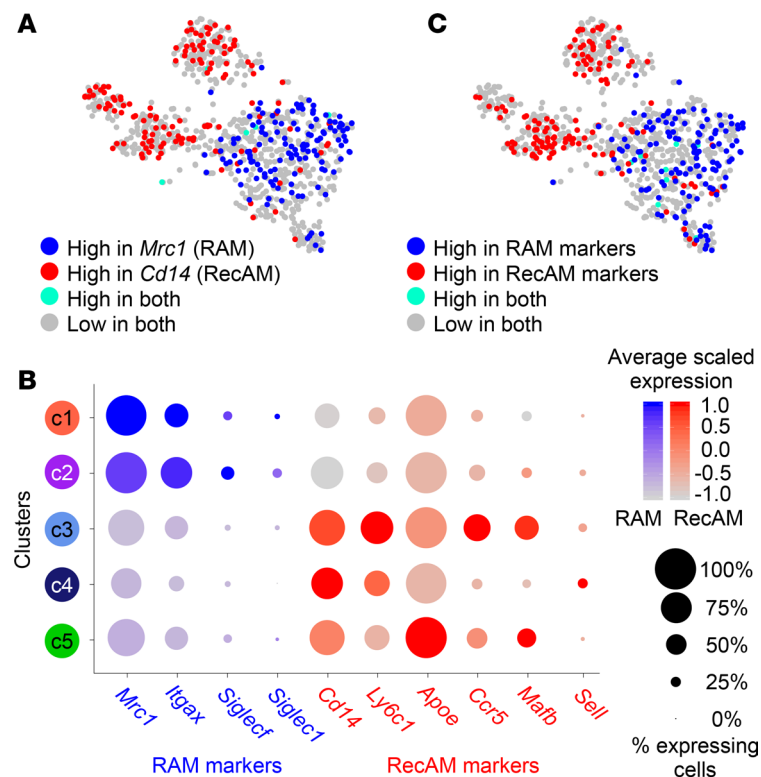 A
High in Mrc1 (RAM)
High in Cd14 (RecAM)
High in both
Low in both
C
High in RAM markers
High in RecAM markers
High in both
Low in both
B
Clusters
c1
c2
c3
c4
c5
Mrc1
Itgax
Siglecf
Siglec1
Cd14
Ly6c1
Apoe
Ccr5
Mafb
Sell
RAM markers
RecAM markers
Average scaled
expression
1.0
0.5
0.0
-0.5
-1.0
RAM RecAM
100%
75%
50%
25%
0%
% expressing
cells